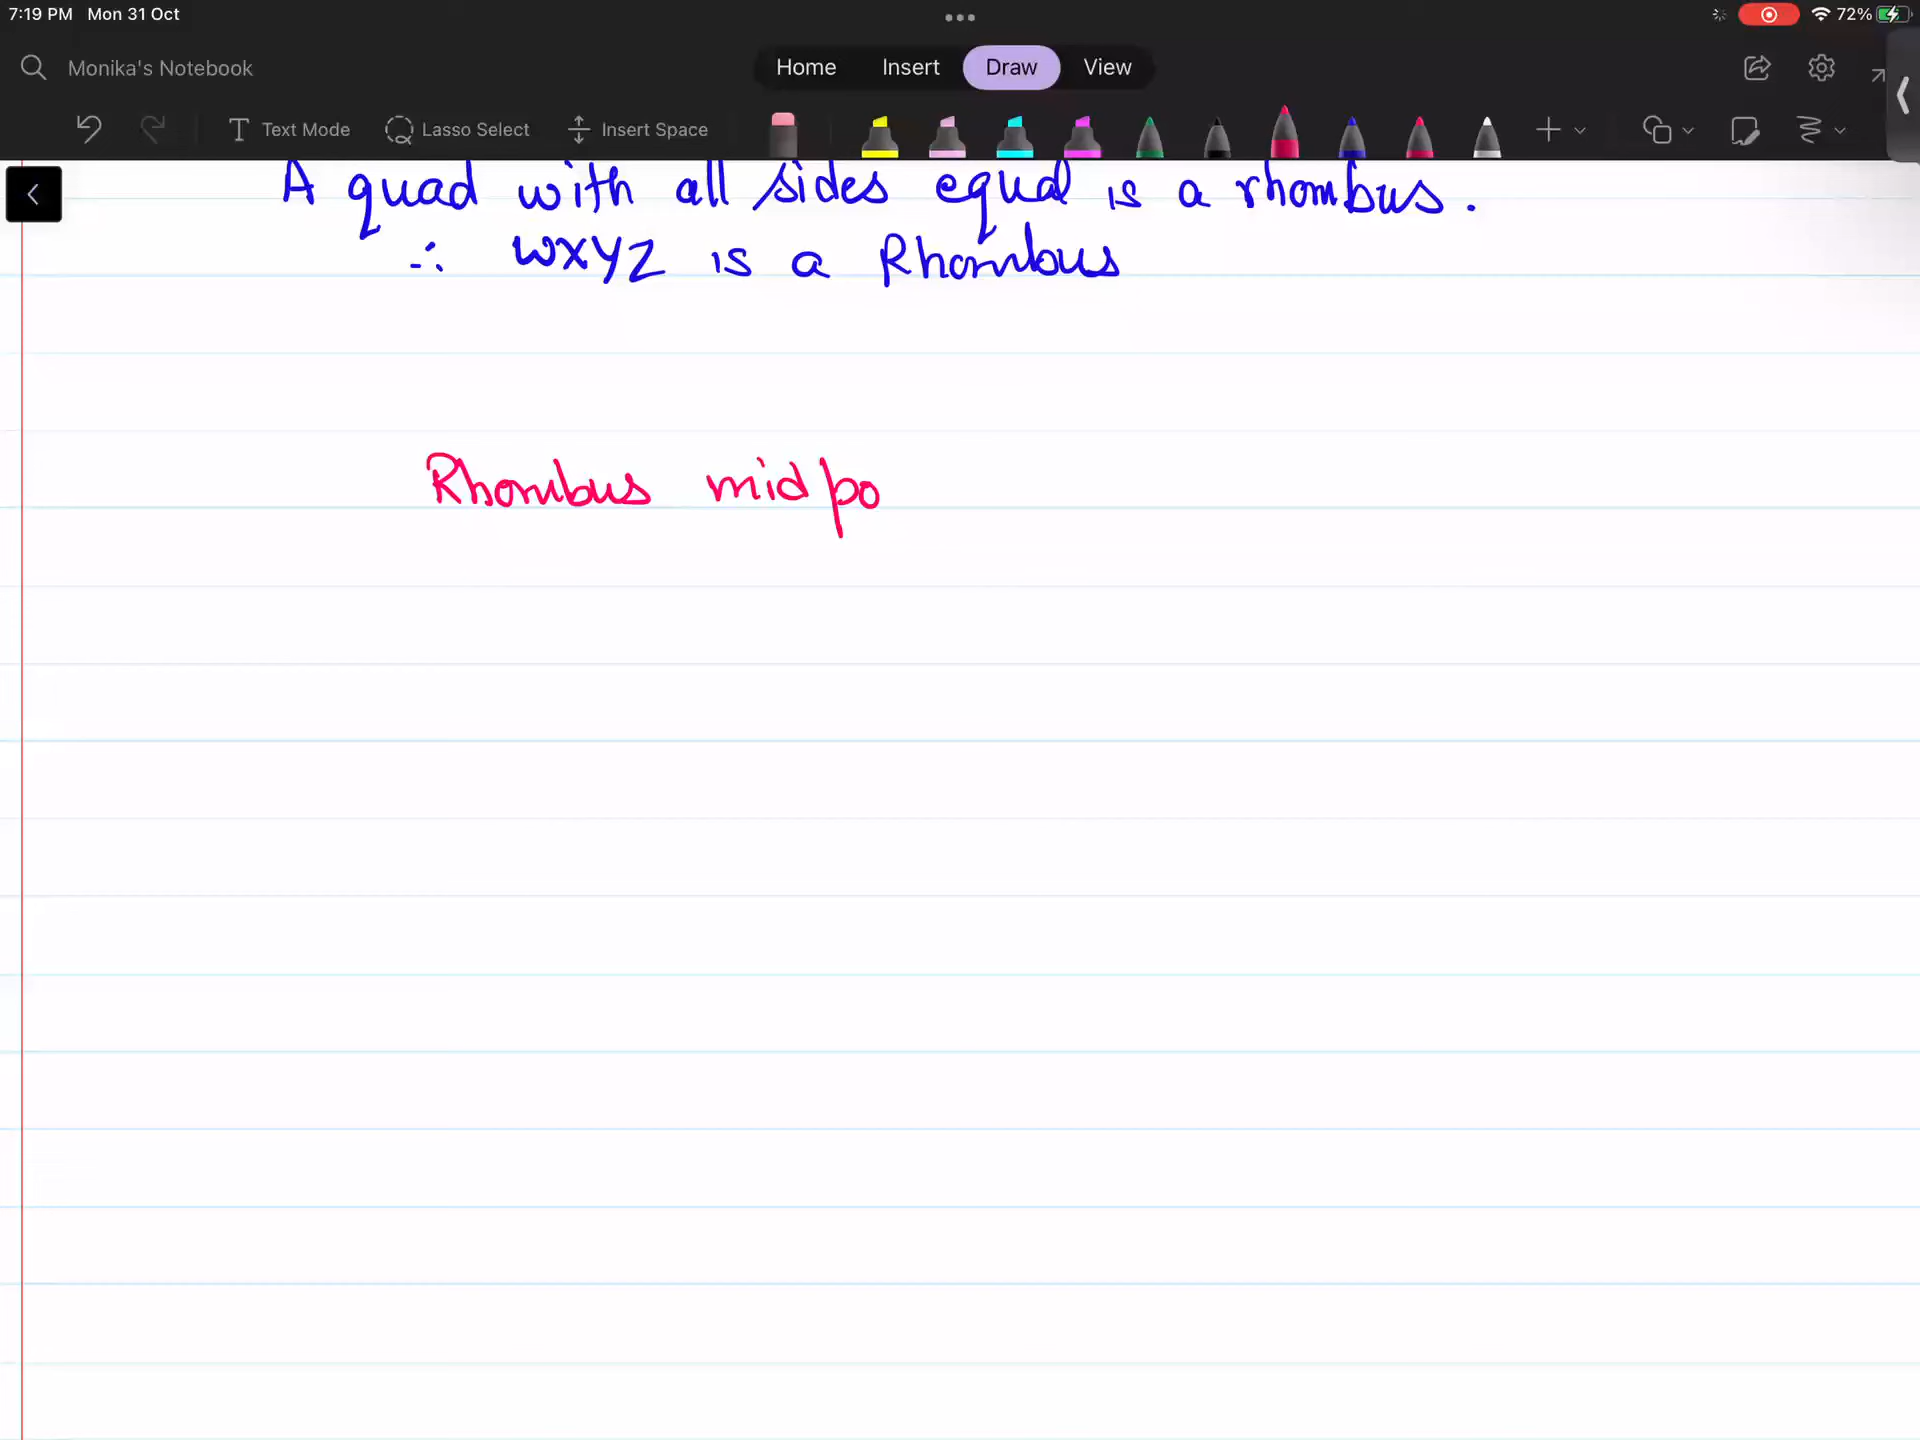 7:19 PM Mon 31 Oct
72%
Monika's Notebook
Home Insert Draw View
Text Mode Lasso Select Insert Space
A quad with all sides equal is a rhombus.
∴ WXYZ is a Rhombus
Rhombus midpo